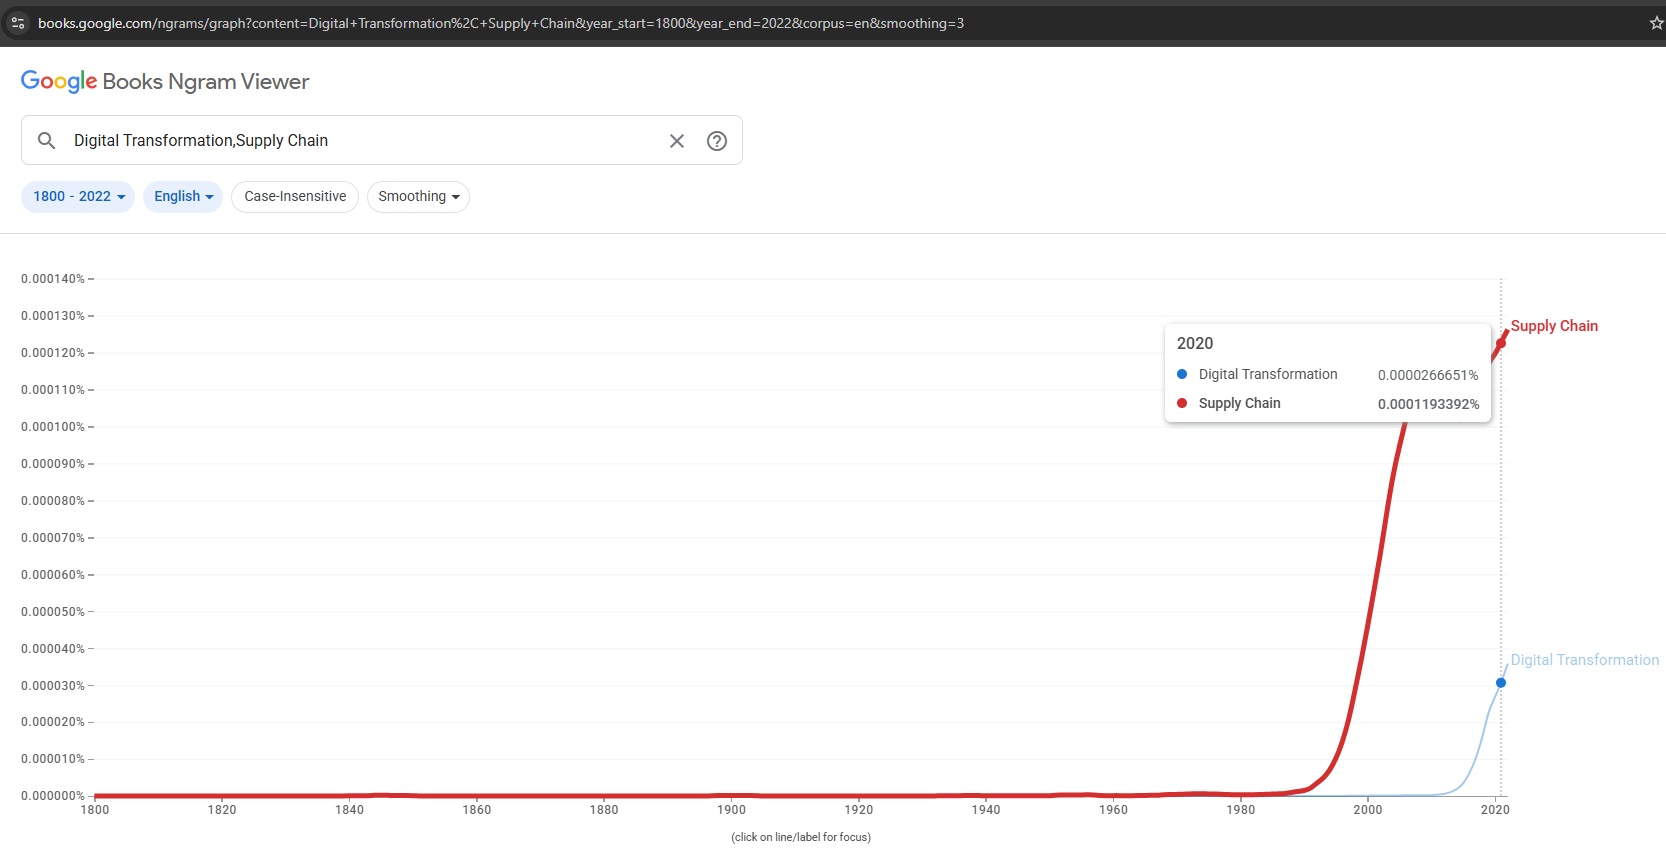 books.google.com/ngrams/graph?content=Digital+Transformation%2C+Supply+Chain&year_start=1800&year_end=2022&corpus=en&smoothing=3
Google Books Ngram Viewer
Digital Transformation,Supply Chain
1800 - 2022 English Case-Insensitive Smoothing
0.000140%
0.000130%
0.000120%
0.000110%
0.000100%
0.000090%
0.000080%
0.000070%
0.000060%
0.000050%
0.000040%
0.000030%
0.000020%
0.000010%
0.000000%
Supply Chain
2020
Digital Transformation 0.0000266651%
Supply Chain 0.0001193392%
Digital Transformation
1800 1820 1840 1860 1880 1900 1920 1940 1960 1980 2000 2020
(click on line/label for focus)